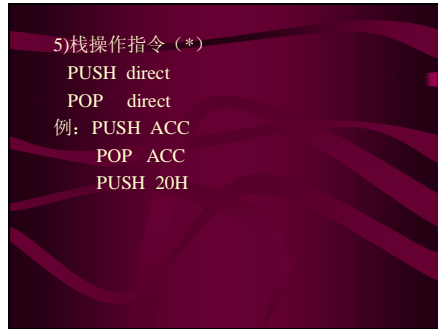 5)栈操作指令（*）
PUSH direct
POP direct
例：PUSH ACC
POP ACC
PUSH 20H